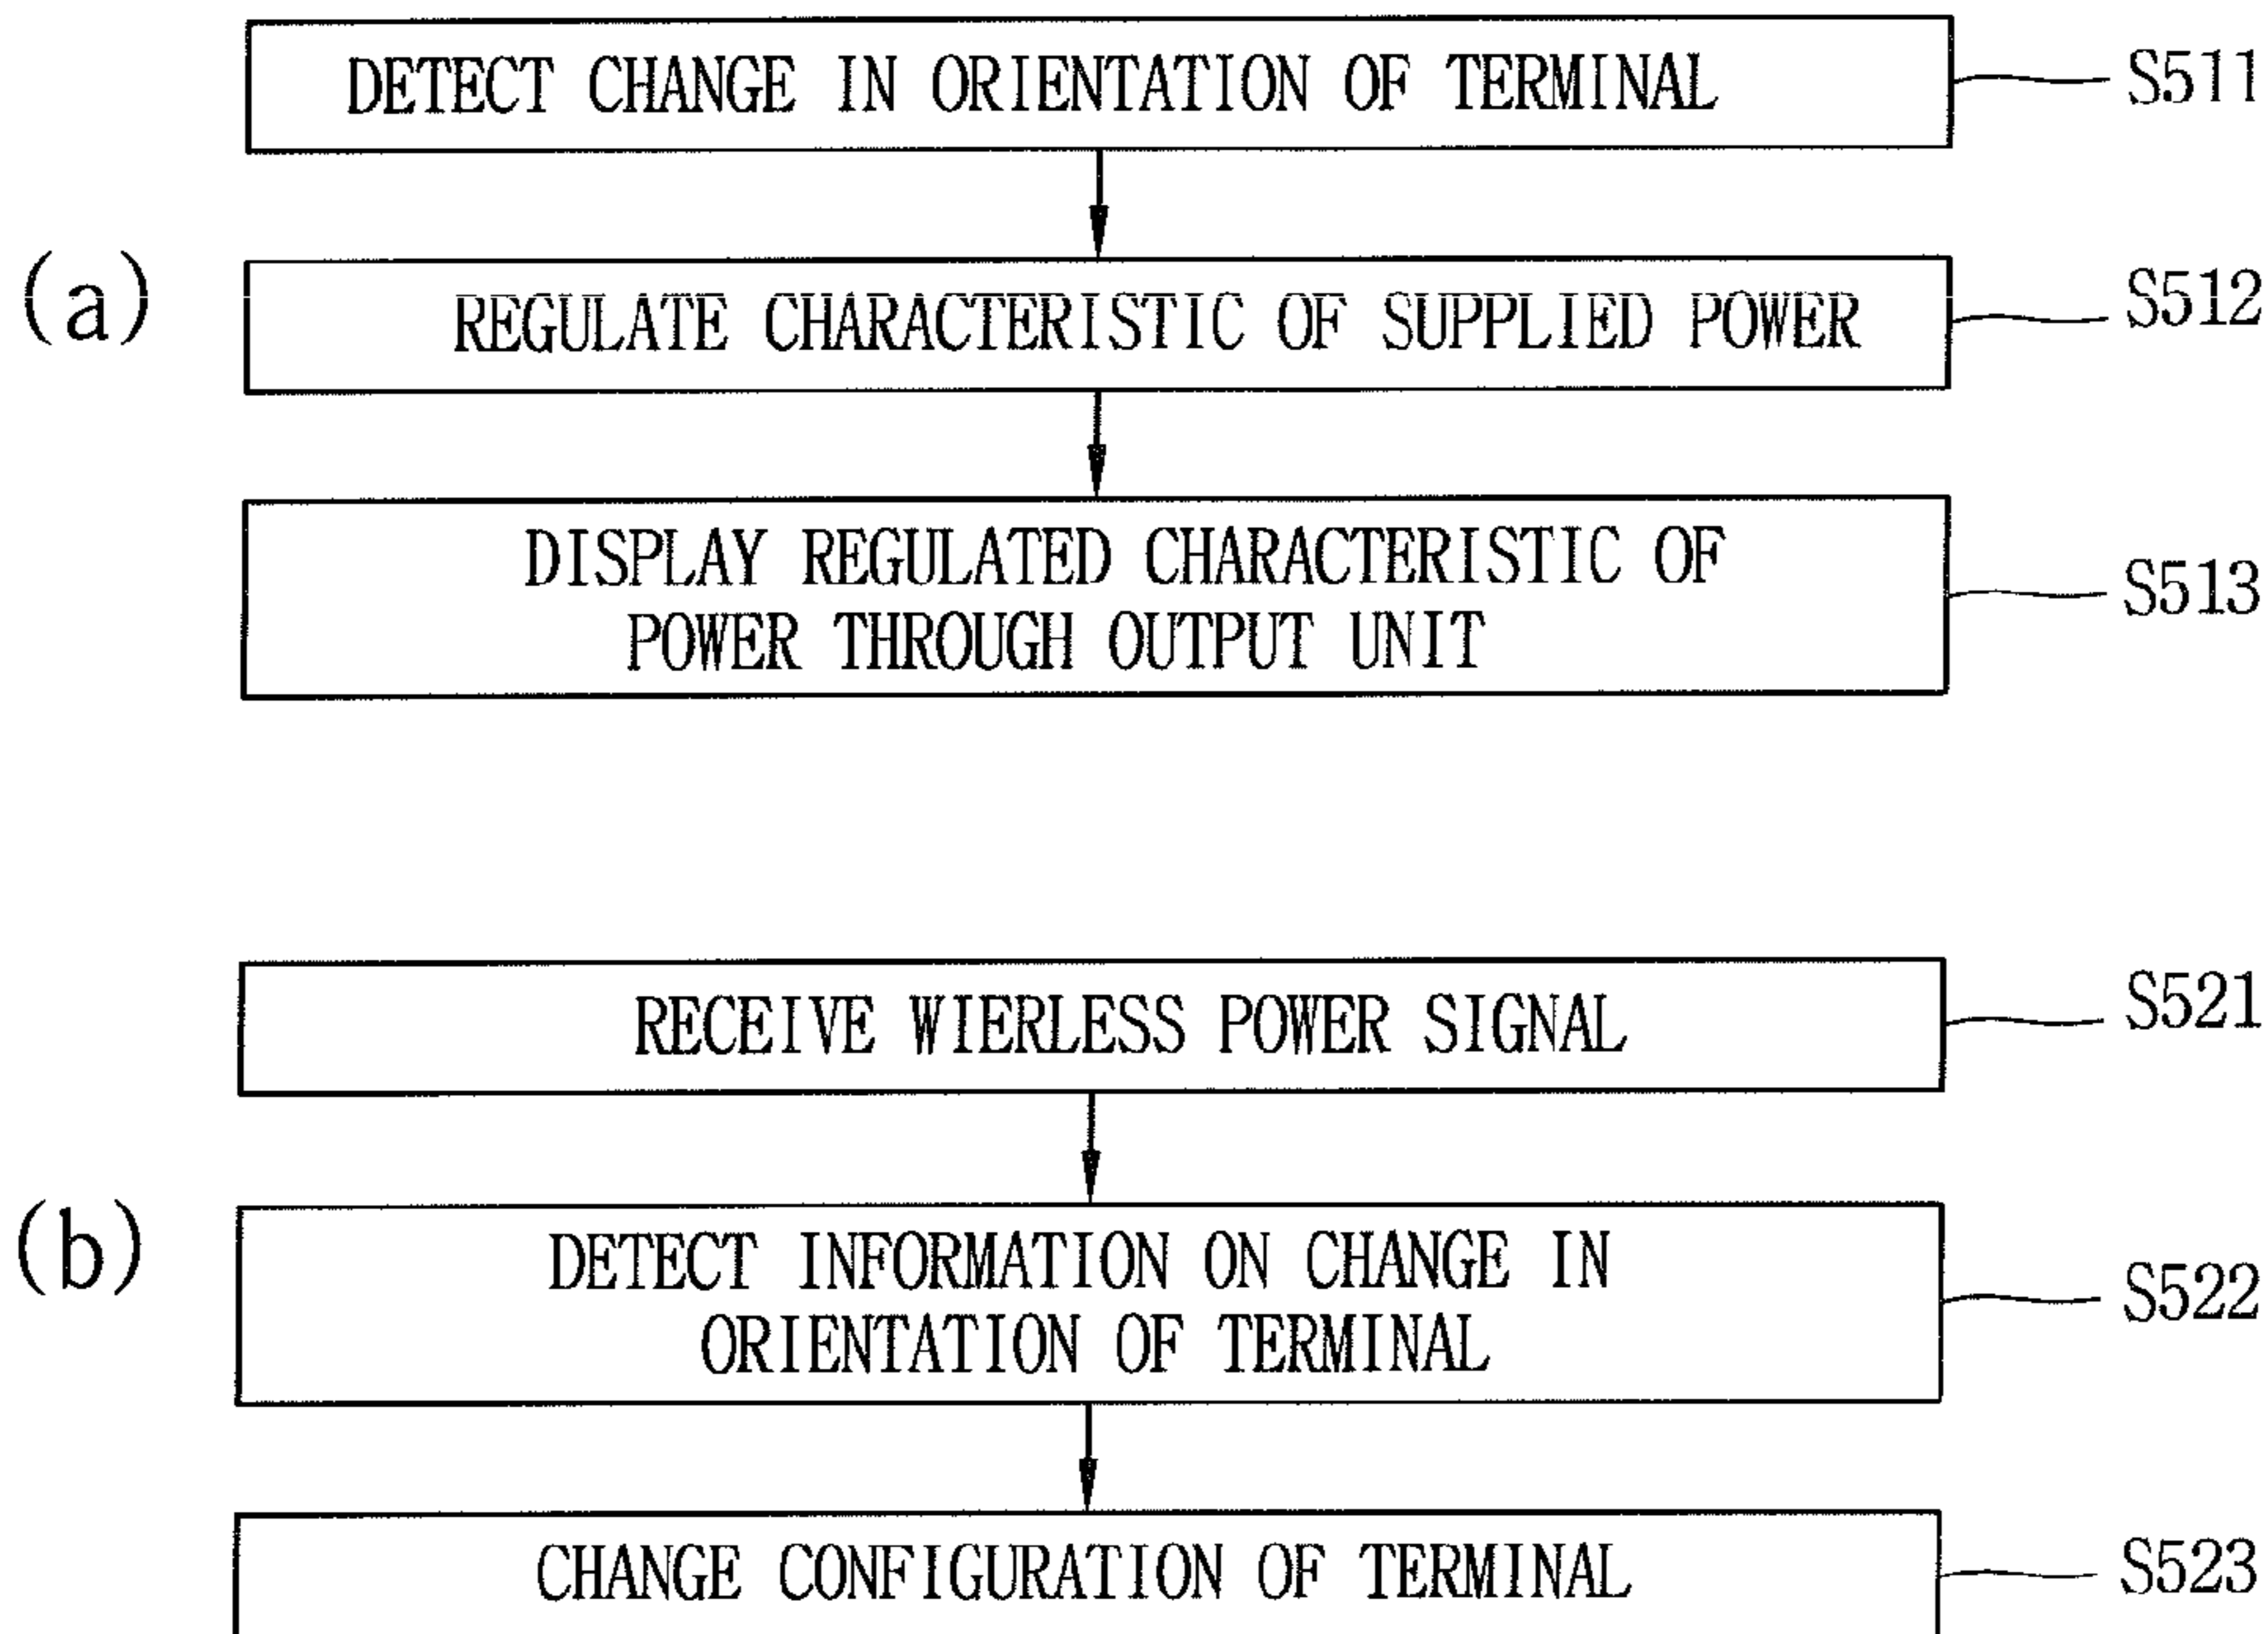 DETECT CHANGE IN ORIENTATION OF TERMINAL
S511
(a)
REGULATE CHARACTERISTIC OF SUPPLIED POWER
S512
DISPLAY REGULATED CHARACTERISTIC OF
POWER THROUGH OUTPUT UNIT
S513
RECEIVE WIERLESS POWER SIGNAL
S521
(b)
DETECT INFORMATION ON CHANGE IN
ORIENTATION OF TERMINAL
S522
CHANGE CONFIGURATION OF TERMINAL
S523